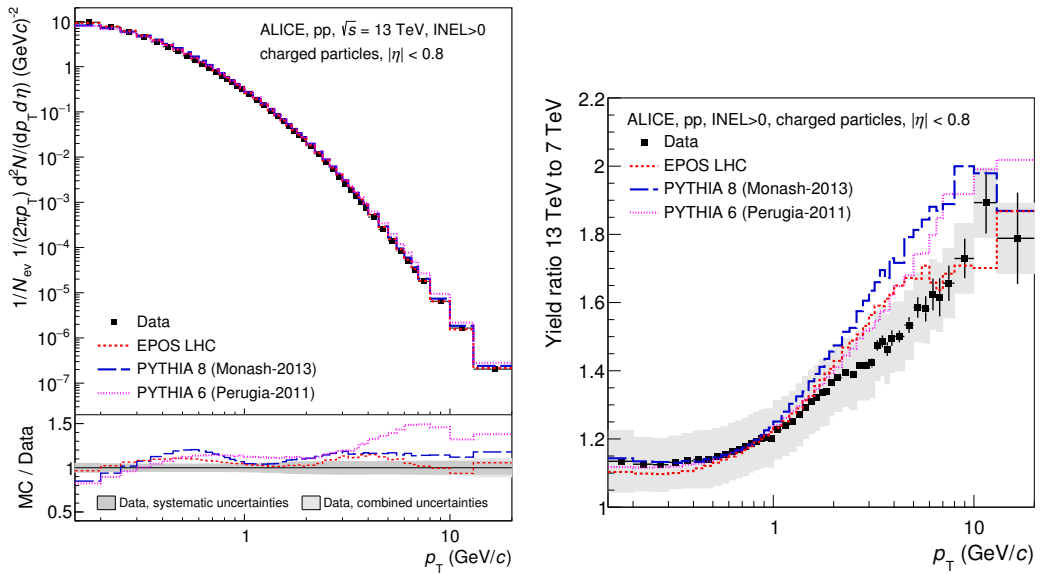 ALICE, pp, √s = 13 TeV, INEL>0
charged particles, |η| < 0.8
1/N_ev 1/(2πp_T) d²N/(dp_T dη) (GeV/c)⁻²
10
1
10⁻¹
10⁻²
10⁻³
10⁻⁴
10⁻⁵
10⁻⁶
10⁻⁷
Data
EPOS LHC
PYTHIA 8 (Monash-2013)
PYTHIA 6 (Perugia-2011)
MC / Data
1.5
1
0.5
Data, systematic uncertainties
Data, combined uncertainties
1
10
p_T (GeV/c)
Yield ratio 13 TeV to 7 TeV
2.2
2
1.8
1.6
1.4
1.2
1
ALICE, pp, INEL>0, charged particles, |η| < 0.8
Data
EPOS LHC
PYTHIA 8 (Monash-2013)
PYTHIA 6 (Perugia-2011)
1
10
p_T (GeV/c)